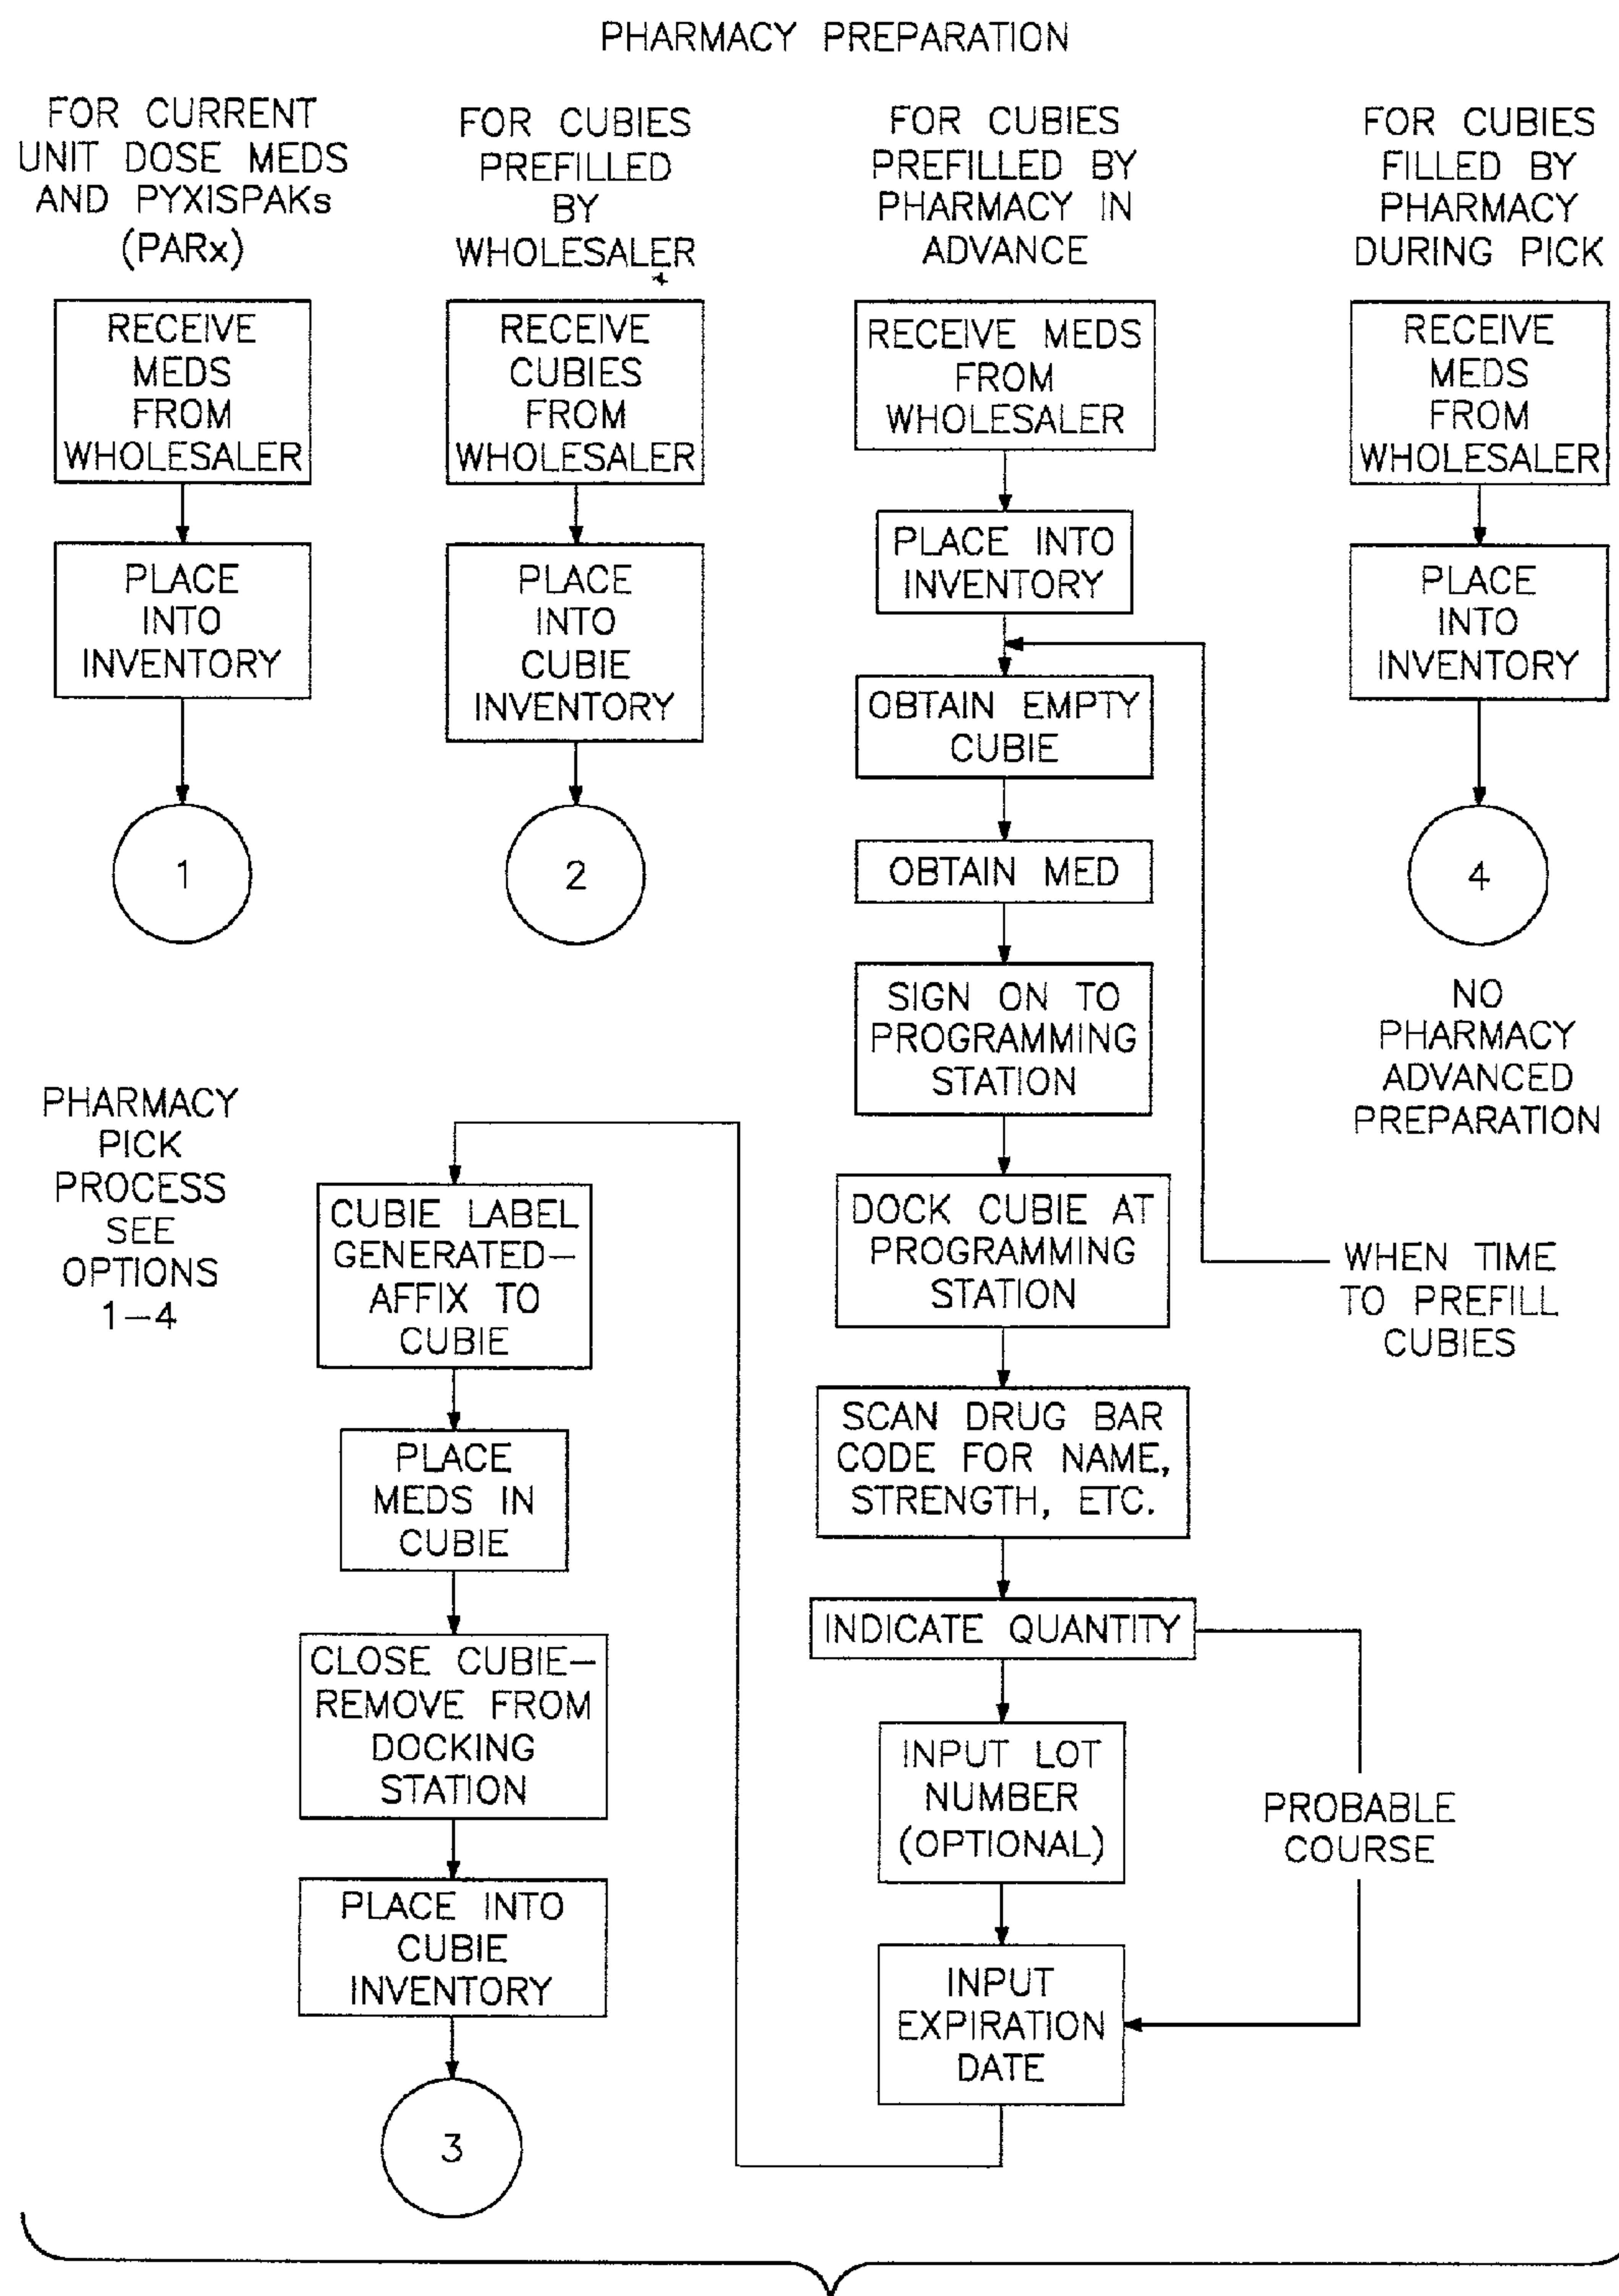 PHARMACY PREPARATION
FOR CURRENT
UNIT DOSE MEDS
AND PYXISPAKs
(PARx)
RECEIVE
MEDS
FROM
WHOLESALER
PLACE
INTO
INVENTORY
1
FOR CUBIES
PREFILLED
BY
WHOLESALER
RECEIVE
CUBIES
FROM
WHOLESALER
PLACE
INTO
CUBIE
INVENTORY
2
FOR CUBIES
PREFILLED BY
PHARMACY IN
ADVANCE
RECEIVE MEDS
FROM
WHOLESALER
PLACE INTO
INVENTORY
OBTAIN EMPTY
CUBIE
OBTAIN MED
SIGN ON TO
PROGRAMMING
STATION
DOCK CUBIE AT
PROGRAMMING
STATION
SCAN DRUG BAR
CODE FOR NAME,
STRENGTH, ETC.
INDICATE QUANTITY
INPUT LOT
NUMBER
(OPTIONAL)
INPUT
EXPIRATION
DATE
PROBABLE
COURSE
WHEN TIME
TO PREFILL
CUBIES
CUBIE LABEL
GENERATED—
AFFIX TO
CUBIE
PLACE
MEDS IN
CUBIE
CLOSE CUBIE—
REMOVE FROM
DOCKING
STATION
PLACE INTO
CUBIE
INVENTORY
3
FOR CUBIES
FILLED BY
PHARMACY
DURING PICK
RECEIVE
MEDS
FROM
WHOLESALER
PLACE
INTO
INVENTORY
4
NO
PHARMACY
ADVANCED
PREPARATION
PHARMACY
PICK
PROCESS
SEE
OPTIONS
1—4